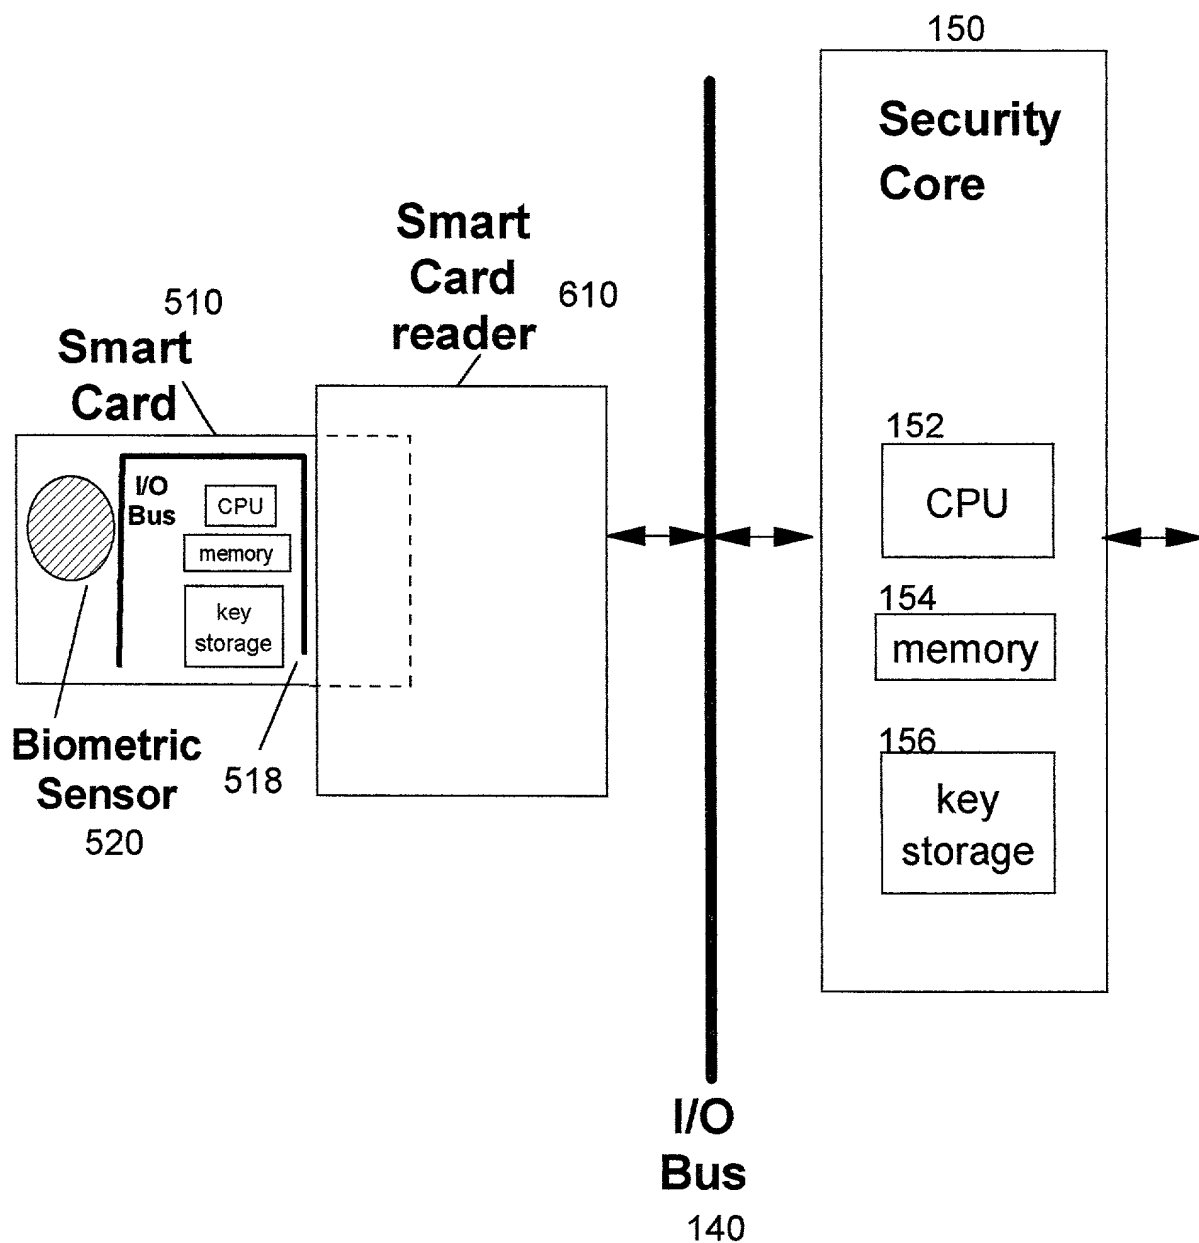 150
Security
Core
Smart
Card
reader
610
510
Smart
Card
I/O
Bus
CPU
memory
key
storage
152
CPU
154
memory
156
key
storage
Biometric
Sensor
520
518
I/O
Bus
140